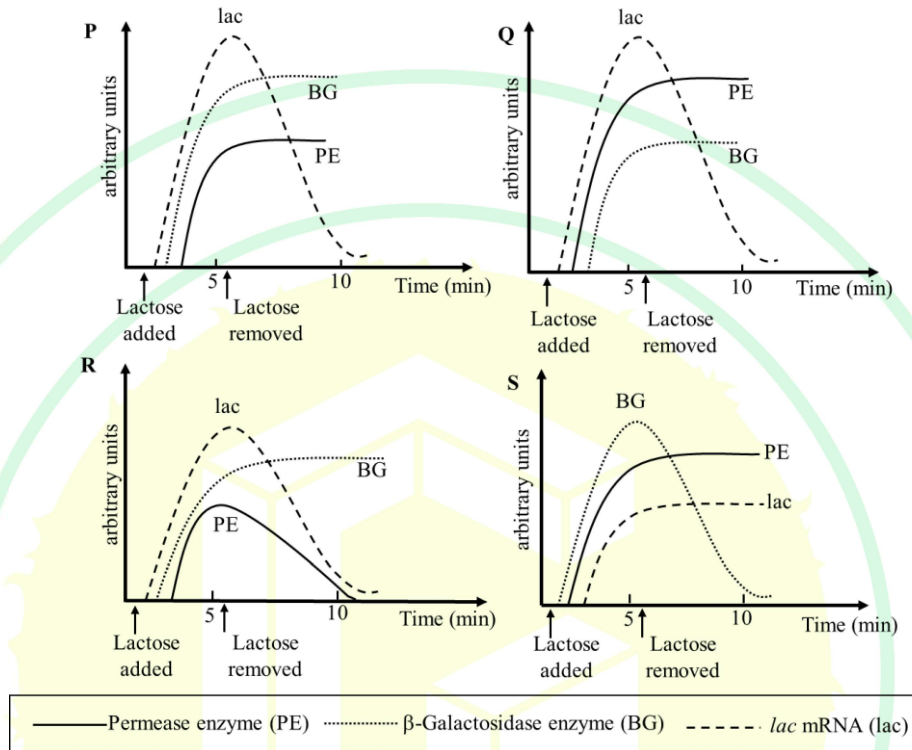 P
lac
BG
PE
arbitrary units
5
10
Time (min)
Lactose
added
Lactose
removed
Q
lac
PE
BG
arbitrary units
5
10
Time (min)
Lactose
added
Lactose
removed
R
lac
BG
PE
arbitrary units
5
10
Time (min)
Lactose
added
Lactose
removed
S
BG
PE
lac
arbitrary units
5
10
Time (min)
Lactose
added
Lactose
removed
Permease enzyme (PE) β-Galactosidase enzyme (BG) lac mRNA (lac)